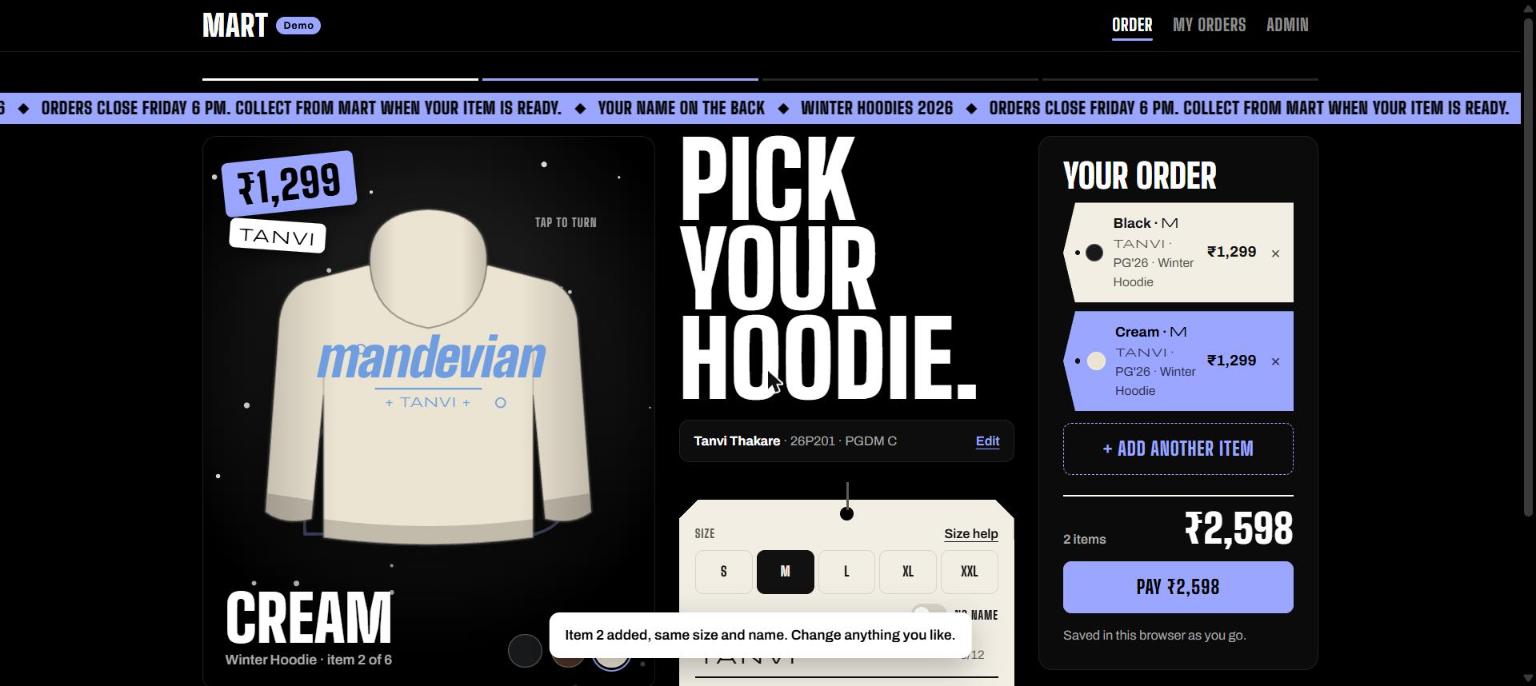 MART Demo
ORDER MY ORDERS ADMIN
6 ◆ ORDERS CLOSE FRIDAY 6 PM. COLLECT FROM MART WHEN YOUR ITEM IS READY. ◆ YOUR NAME ON THE BACK ◆ WINTER HOODIES 2026 ◆ ORDERS CLOSE FRIDAY 6 PM. COLLECT FROM MART WHEN YOUR ITEM IS READY.
₹1,299
TANVI
TAP TO TURN
mandevian
+ TANVI +
CREAM
Winter Hoodie · item 2 of 6
PICK
YOUR
HOODIE.
Tanvi Thakare · 26P201 · PGDM C
Edit
SIZE
Size help
S M L XL XXL
NAME
TANVI
/12
Item 2 added, same size and name. Change anything you like.
YOUR ORDER
Black · M
TANVI ·
PG'26 · Winter
Hoodie
₹1,299 ×
Cream · M
TANVI ·
PG'26 · Winter
Hoodie
₹1,299 ×
+ ADD ANOTHER ITEM
2 items
₹2,598
PAY ₹2,598
Saved in this browser as you go.